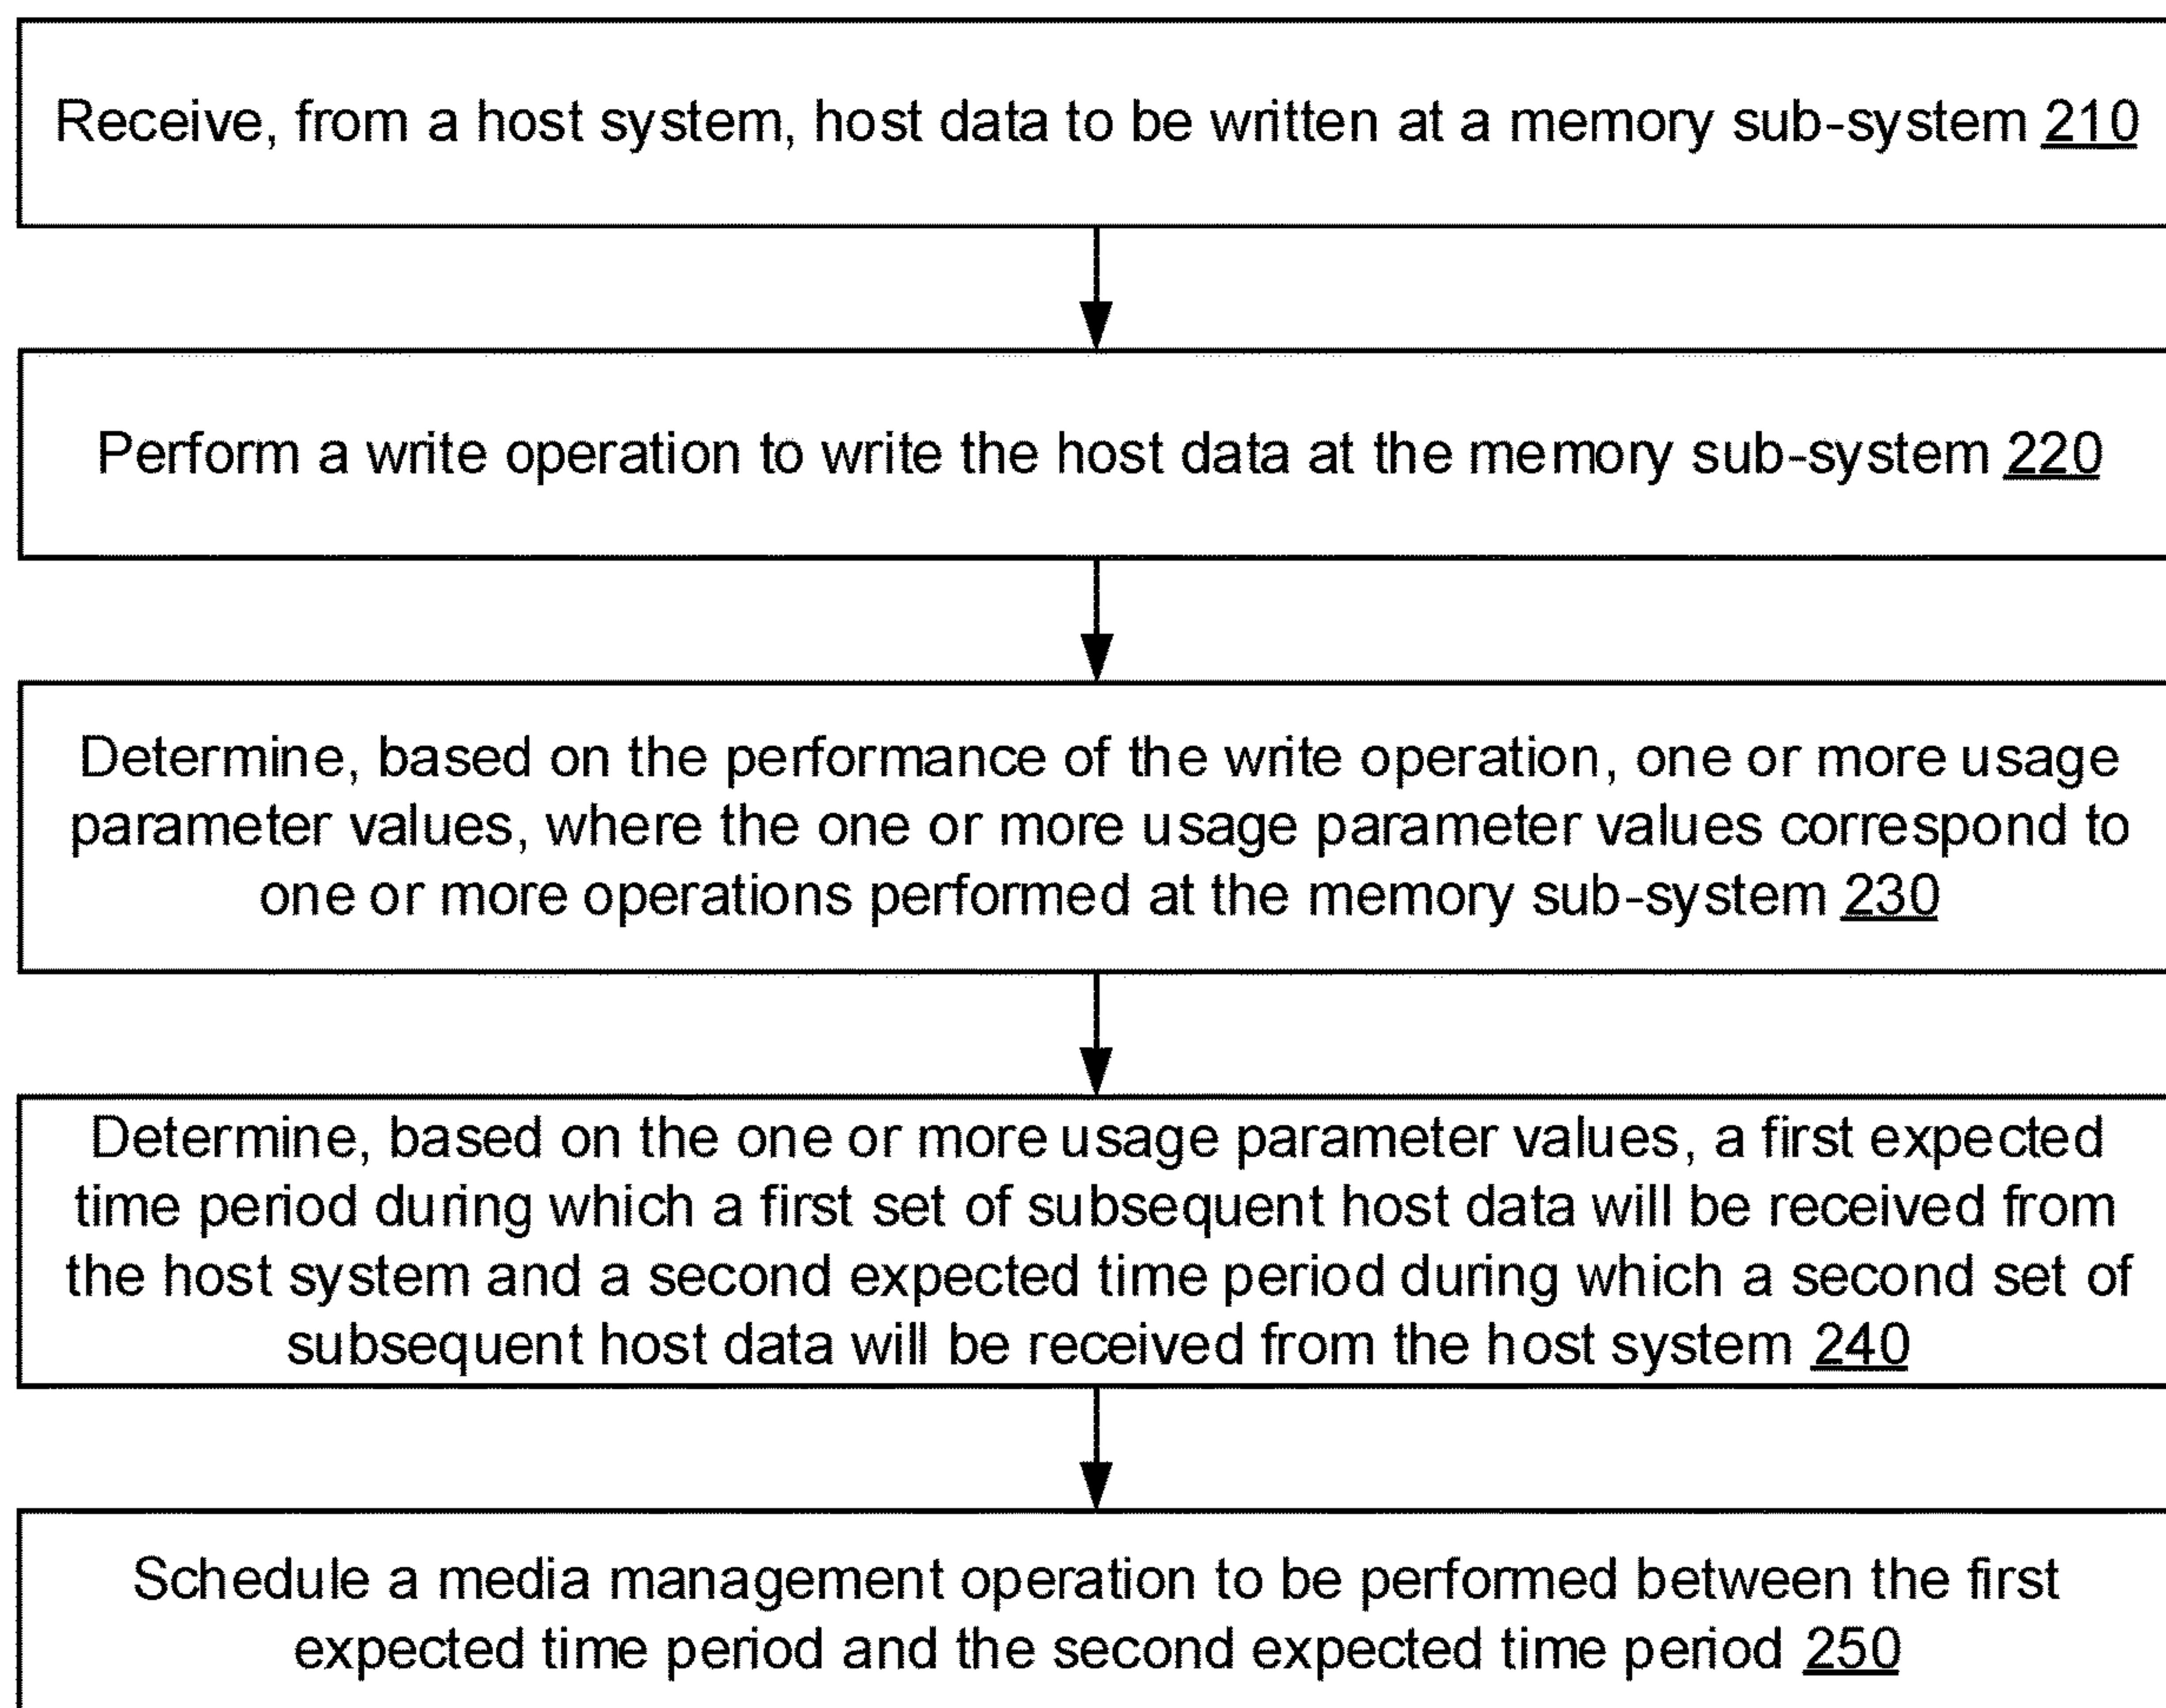 Receive, from a host system, host data to be written at a memory sub-system 210
Perform a write operation to write the host data at the memory sub-system 220
Determine, based on the performance of the write operation, one or more usage
parameter values, where the one or more usage parameter values correspond to
one or more operations performed at the memory sub-system 230
Determine, based on the one or more usage parameter values, a first expected
time period during which a first set of subsequent host data will be received from
the host system and a second expected time period during which a second set of
subsequent host data will be received from the host system 240
Schedule a media management operation to be performed between the first
expected time period and the second expected time period 250